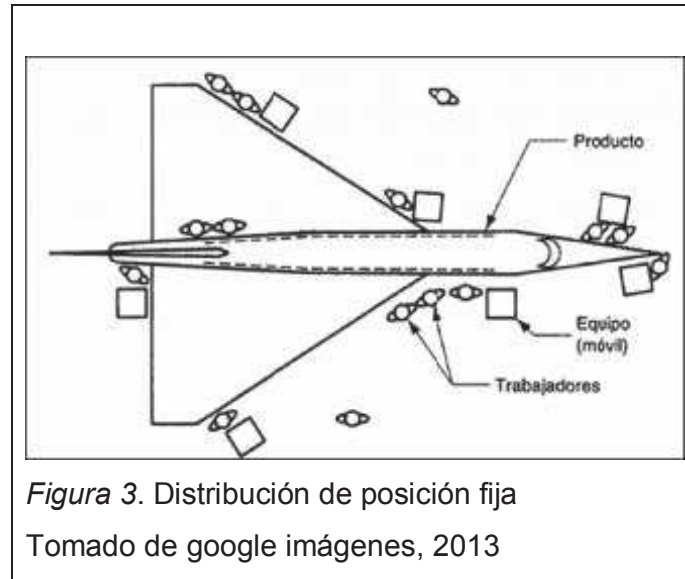 Producto
Equipo
(móvil)
Trabajadores
Figura 3. Distribución de posición fija
Tomado de google imágenes, 2013